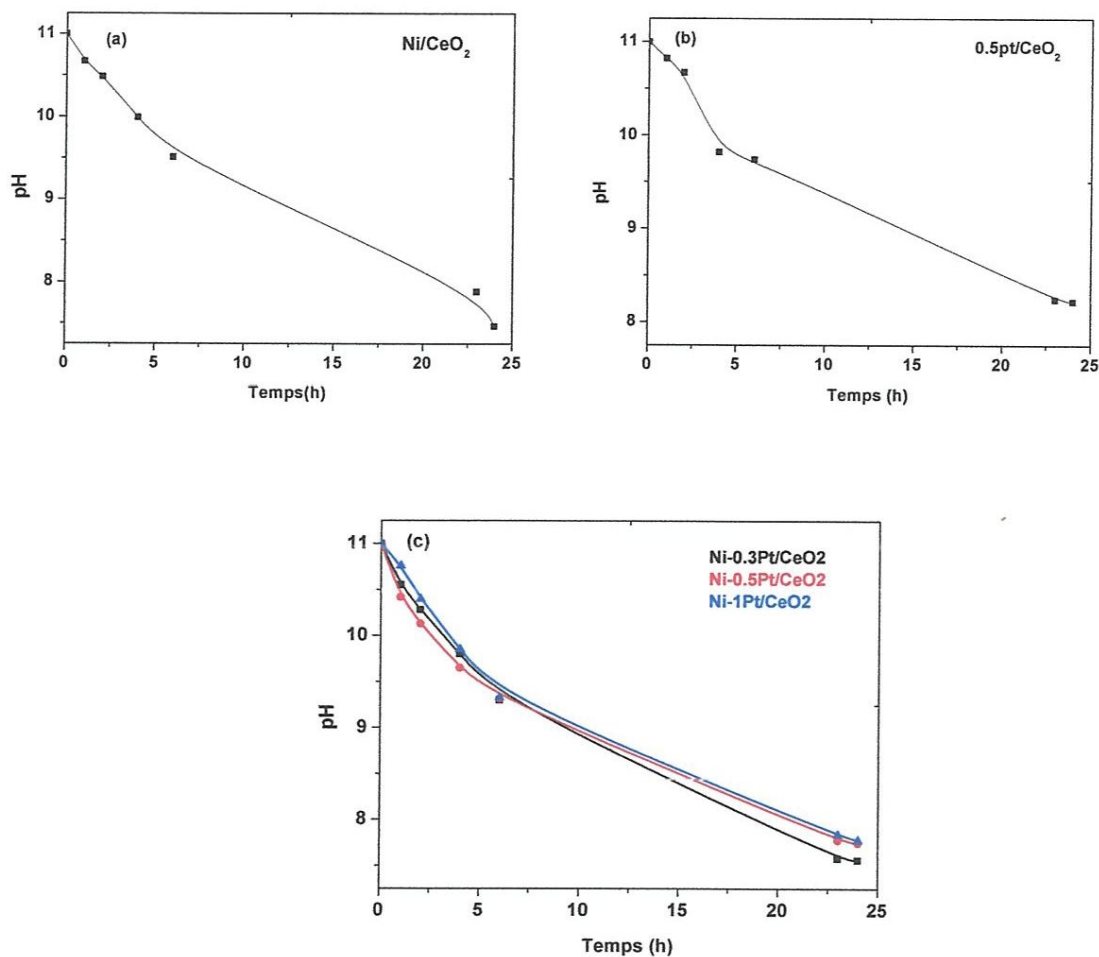 (a)
Ni/CeO₂
11
10
9
8
pH
0
5
10
15
20
25
Temps(h)
(b)
0.5pt/CeO₂
11
10
9
8
pH
0
5
10
15
20
25
Temps (h)
(c)
Ni-0.3Pt/CeO2
Ni-0.5Pt/CeO2
Ni-1Pt/CeO2
11
10
9
8
pH
0
5
10
15
20
25
Temps (h)